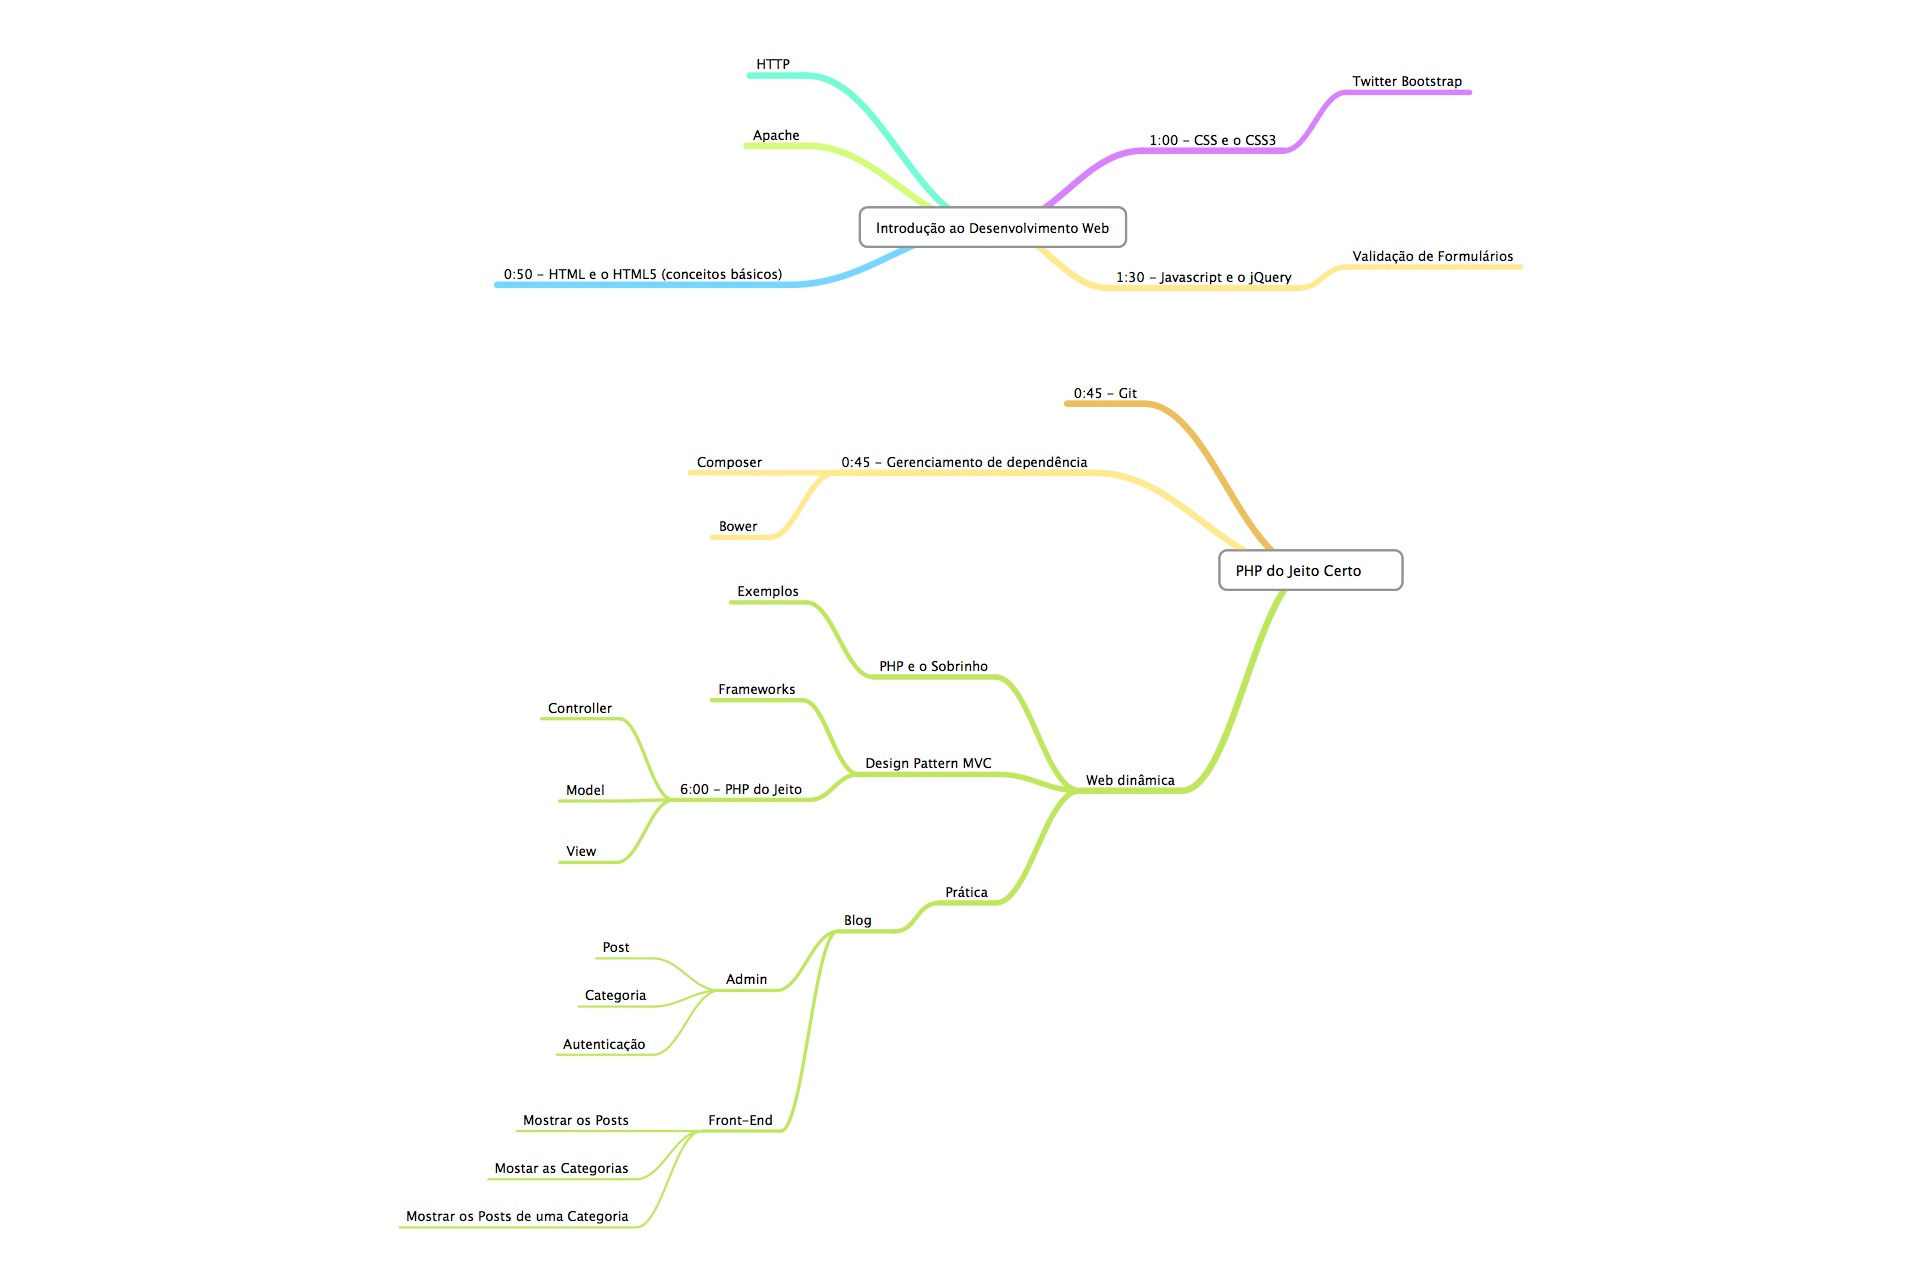 HTTP
Twitter Bootstrap
Apache
1:00 – CSS e o CSS3
Introdução ao Desenvolvimento Web
Validação de Formulários
0:50 – HTML e o HTML5 (conceitos básicos)
1:30 – Javascript e o jQuery
0:45 – Git
Composer
0:45 – Gerenciamento de dependência
Bower
PHP do Jeito Certo
Exemplos
PHP e o Sobrinho
Frameworks
Controller
Design Pattern MVC
Web dinâmica
6:00 – PHP do Jeito
Model
View
Prática
Blog
Post
Admin
Categoria
Autenticação
Mostrar os Posts
Front-End
Mostar as Categorias
Mostrar os Posts de uma Categoria